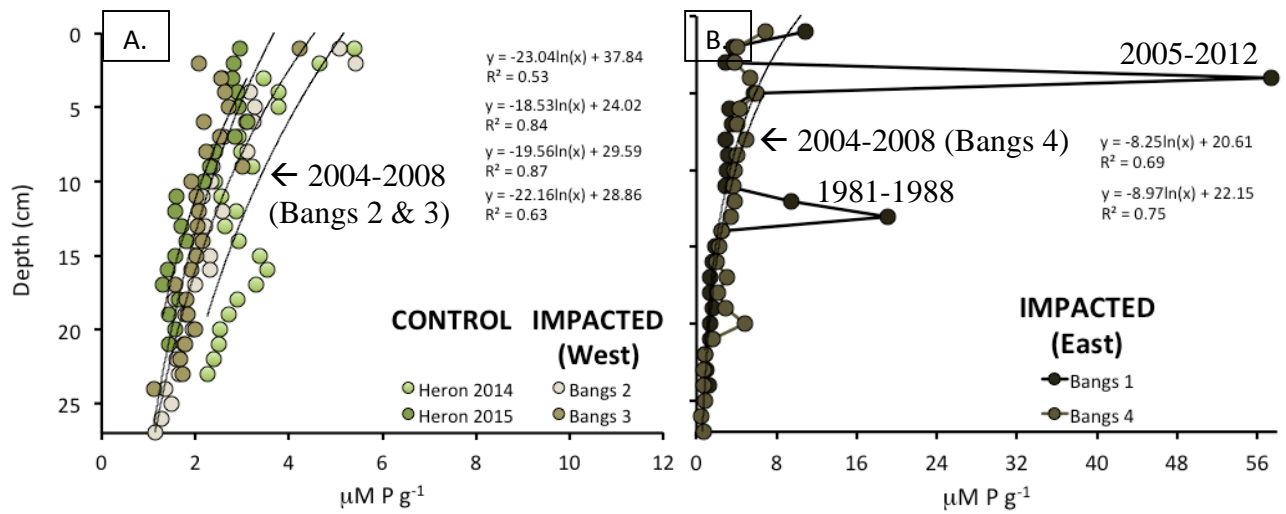 A.
0
5
10
15
20
25
Depth (cm)
y = -23.04ln(x) + 37.84
R² = 0.53
y = -18.53ln(x) + 24.02
R² = 0.84
y = -19.56ln(x) + 29.59
R² = 0.87
y = -22.16ln(x) + 28.86
R² = 0.63
← 2004-2008
(Bangs 2 & 3)
CONTROL IMPACTED
(West)
Heron 2014 Bangs 2
Heron 2015 Bangs 3
0 2 4 6 8 10 12
µM P g⁻¹
B.
2005-2012
← 2004-2008 (Bangs 4)
1981-1988
y = -8.25ln(x) + 20.61
R² = 0.69
y = -8.97ln(x) + 22.15
R² = 0.75
IMPACTED
(East)
Bangs 1
Bangs 4
0 8 16 24 32 40 48 56
µM P g⁻¹